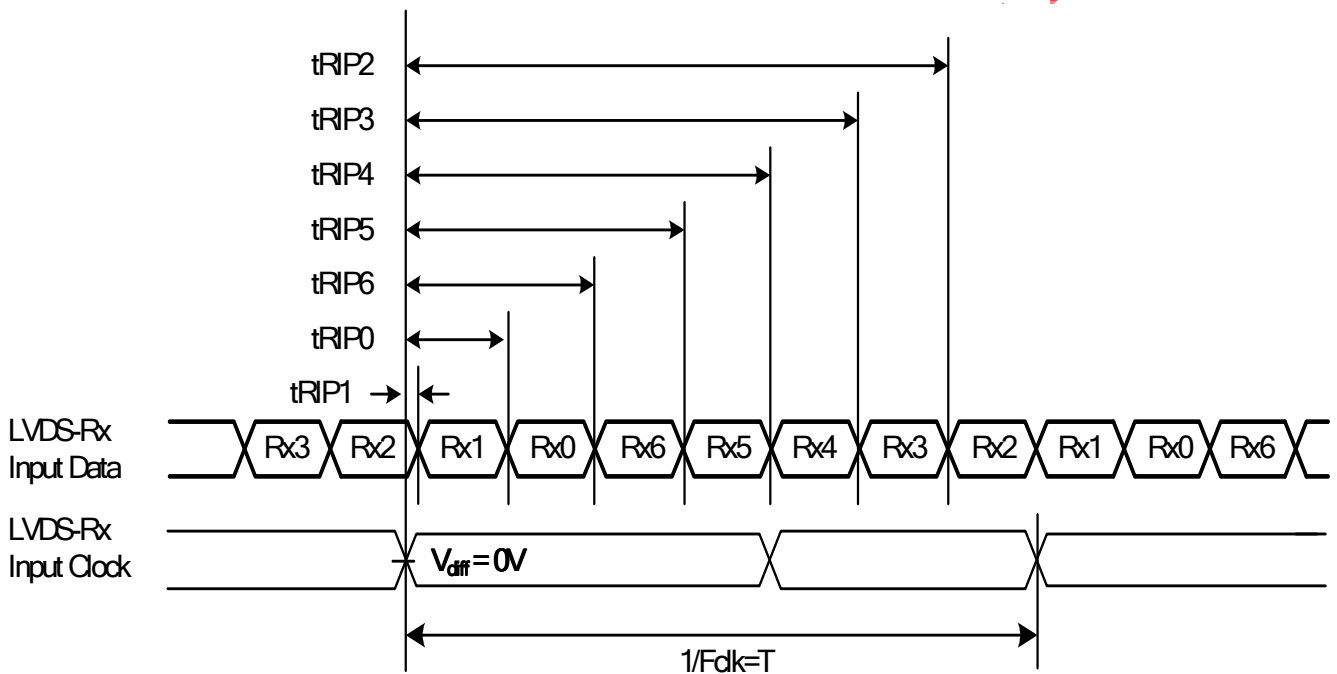 tRIP2
tRIP3
tRIP4
tRIP5
tRIP6
tRIP0
tRIP1
LVDS-Rx
Input Data
Rx3 Rx2 Rx1 Rx0 Rx6 Rx5 Rx4 Rx3 Rx2 Rx1 Rx0 Rx6
LVDS-Rx
Input Clock
Vdiff = 0V
1/Fclk=T